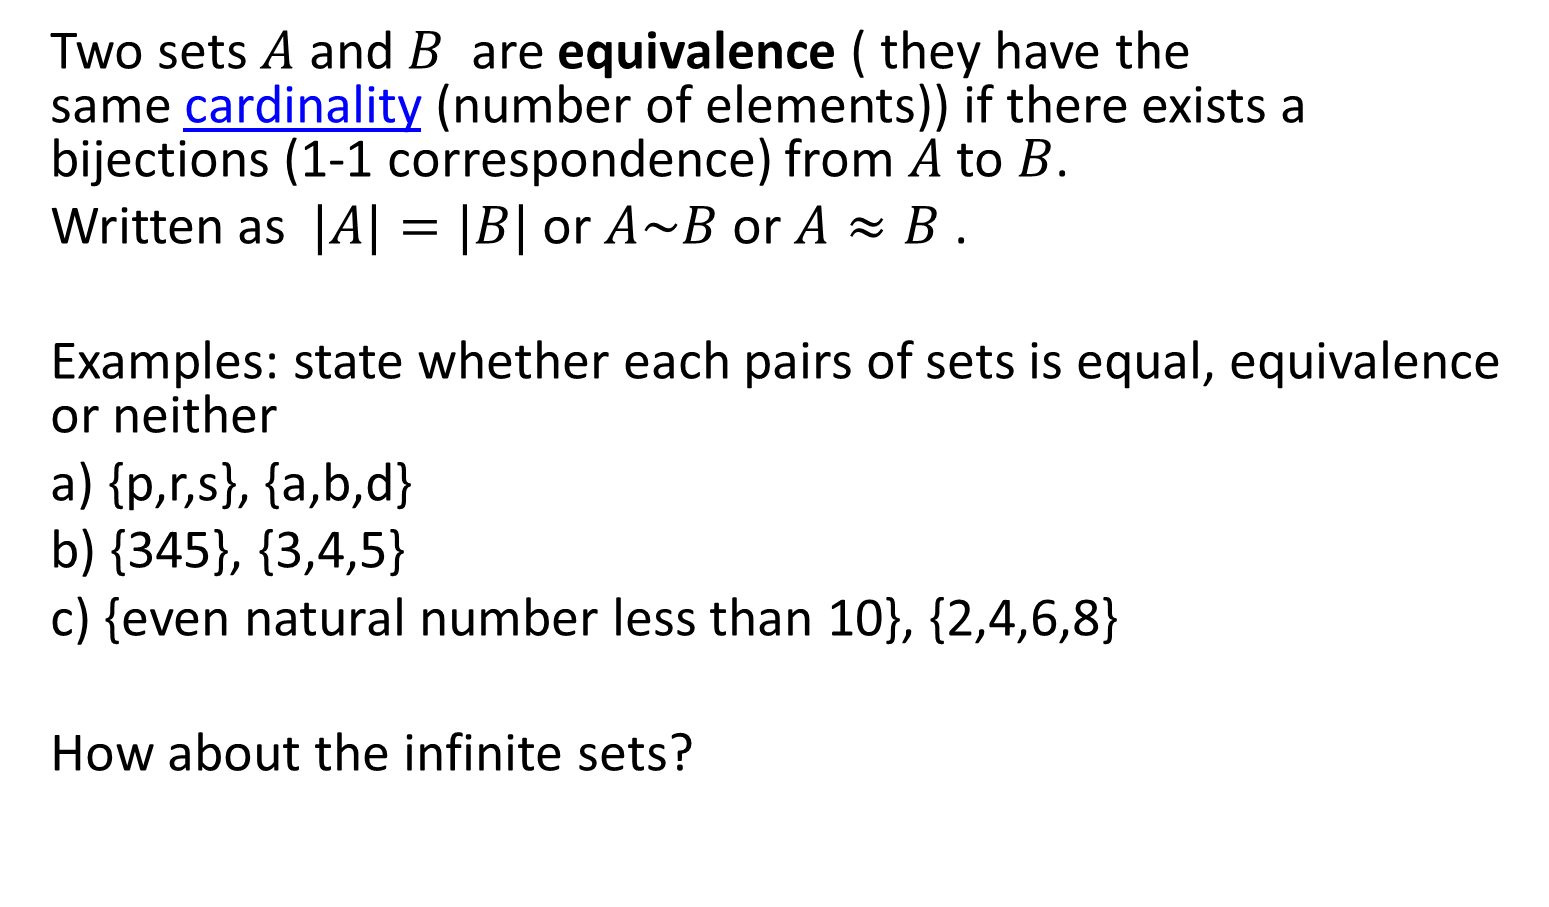 Two sets A and B are equivalence ( they have the
same cardinality (number of elements)) if there exists a
bijections (1-1 correspondence) from A to B.
Written as |A| = |B| or A~B or A ≈ B .
Examples: state whether each pairs of sets is equal, equivalence
or neither
a) {p,r,s}, {a,b,d}
b) {345}, {3,4,5}
c) {even natural number less than 10}, {2,4,6,8}
How about the infinite sets?